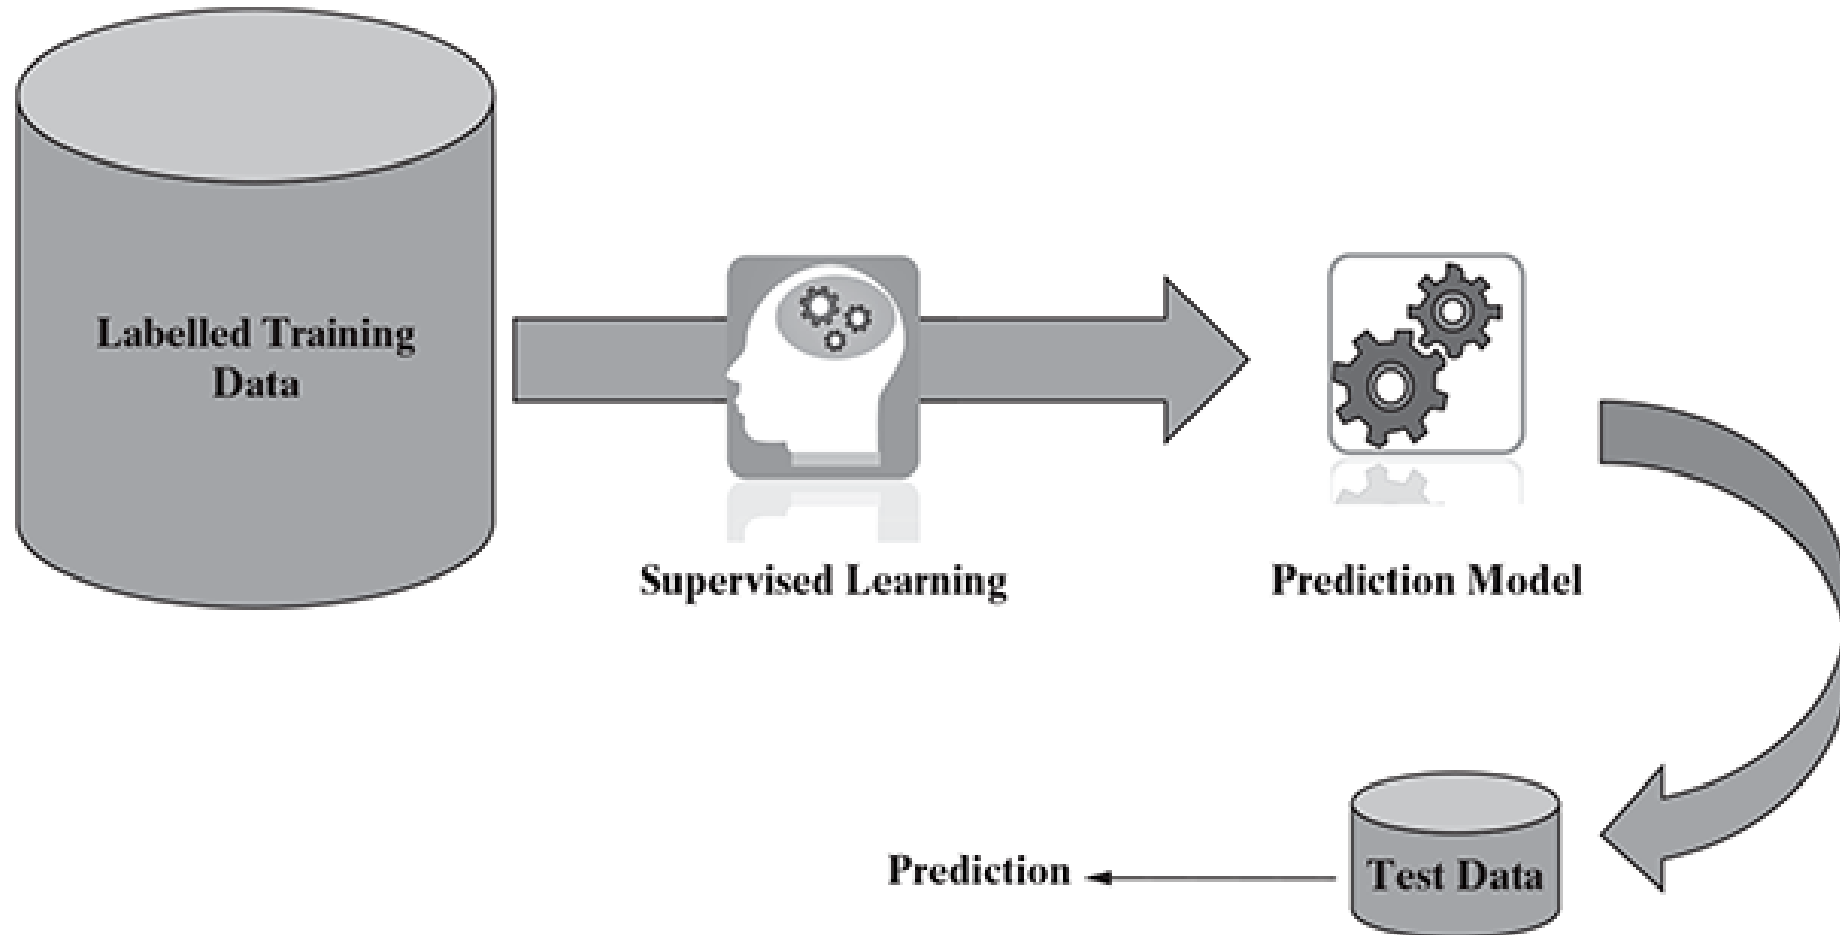 Labelled Training
Data
Supervised Learning
Prediction Model
Prediction
Test Data